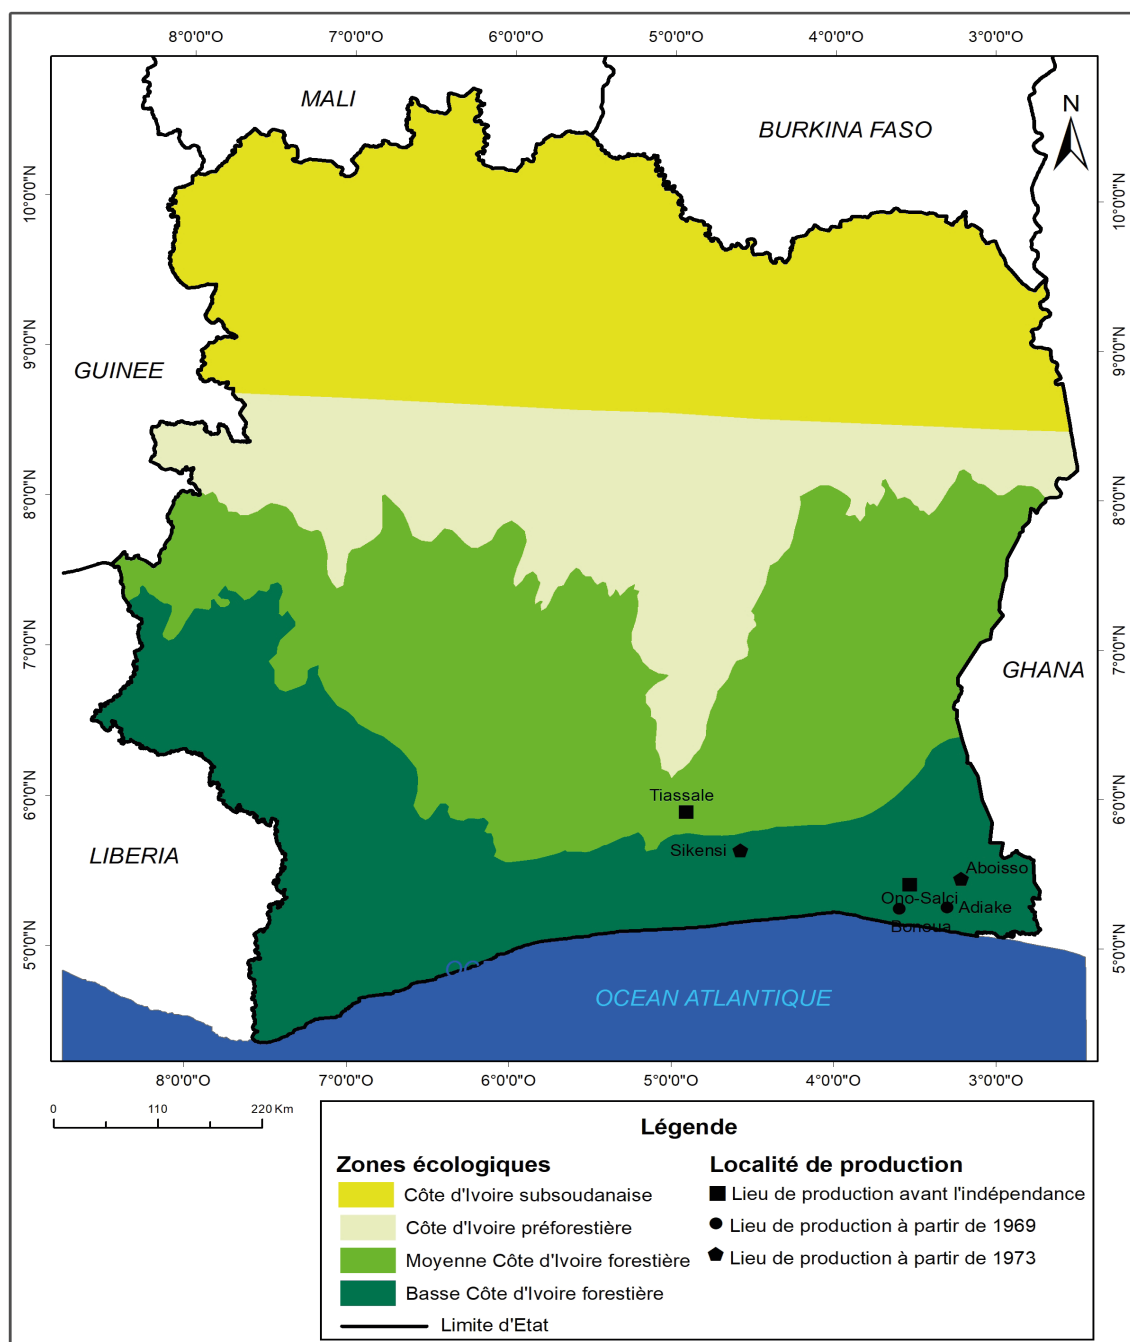 8°0'0"O 7°0'0"O 6°0'0"O 5°0'0"O 4°0'0"O 3°0'0"O
MALI
BURKINA FASO
N
10°0'0"N
10°0'0"N
9°0'0"N
9°0'0"N
GUINEE
8°0'0"N
8°0'0"N
7°0'0"N
7°0'0"N
GHANA
Tiassale
6°0'0"N
6°0'0"N
Sikensi
LIBERIA
Aboisso
Ono-Salci
Adiake
Bonoua
5°0'0"N
5°0'0"N
OC
OCEAN ATLANTIQUE
8°0'0"O 7°0'0"O 6°0'0"O 5°0'0"O 4°0'0"O 3°0'0"O
0 110 220 Km
Légende
Zones écologiques
Côte d'Ivoire subsoudanaise
Côte d'Ivoire préforestière
Moyenne Côte d'Ivoire forestière
Basse Côte d'Ivoire forestière
Limite d'Etat
Localité de production
Lieu de production avant l'indépendance
Lieu de production à partir de 1969
Lieu de production à partir de 1973